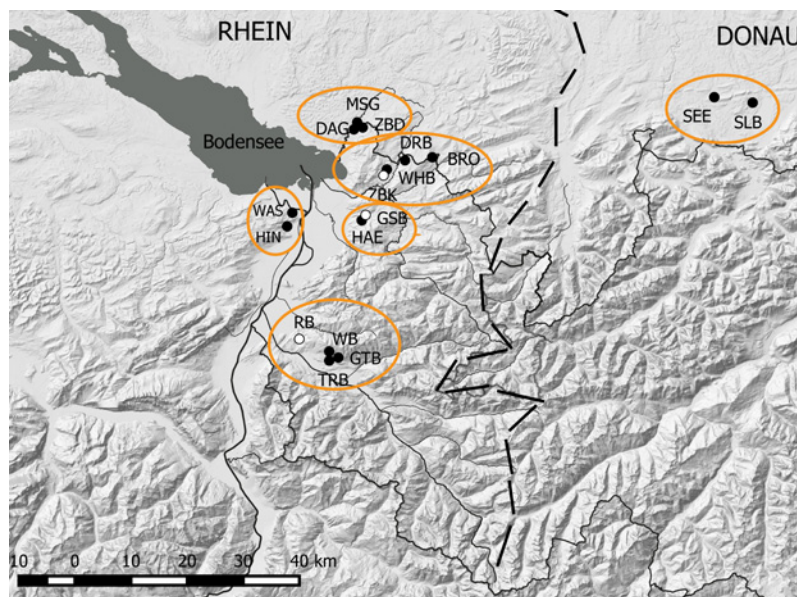 RHEIN
DONAU
MSG
DAG
ZBD
SEE
SLB
Bodensee
DRB
BRO
WHB
ZBK
WAS
GSB
HIN
HAE
RB
WB
GTB
TRB
10 0 10 20 40 km